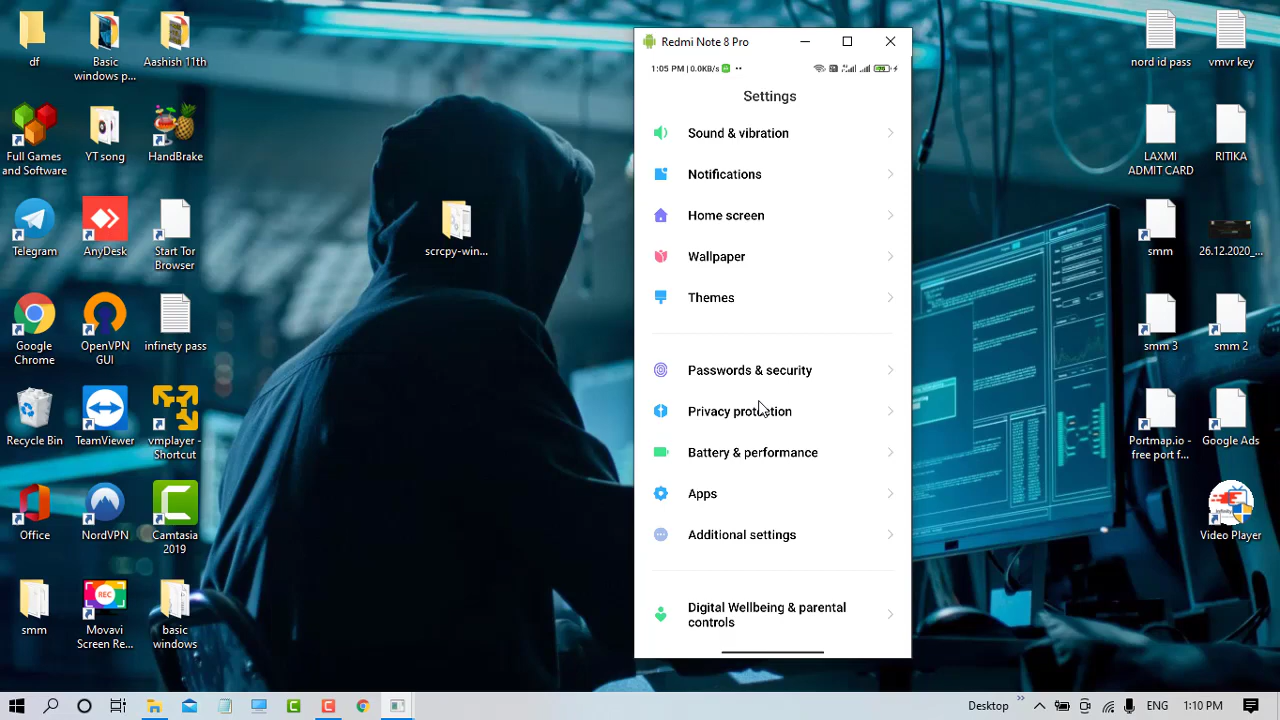 df
Basic
windows p...
Aashish 11th
Full Games
and Software
YT song
HandBrake
Telegram
AnyDesk
Start Tor
Browser
Google
Chrome
OpenVPN
GUI
infinety pass
Recycle Bin
TeamViewer
vmplayer -
Shortcut
Office
NordVPN
Camtasia
2019
smm
REC
Movavi
Screen Re...
basic
windows
scrcpy-win...
Redmi Note 8 Pro
1:05 PM | 0.0KB/s
Settings
Sound & vibration
Notifications
Home screen
Wallpaper
Themes
Passwords & security
Privacy protection
Battery & performance
Apps
Additional settings
Digital Wellbeing & parental
controls
nord id pass
vmvr key
LAXMI
ADMIT CARD
RITIKA
smm
26.12.2020_...
smm 3
smm 2
Portmap.io -
free port f...
Google Ads
Video Player
Desktop
ENG
1:10 PM